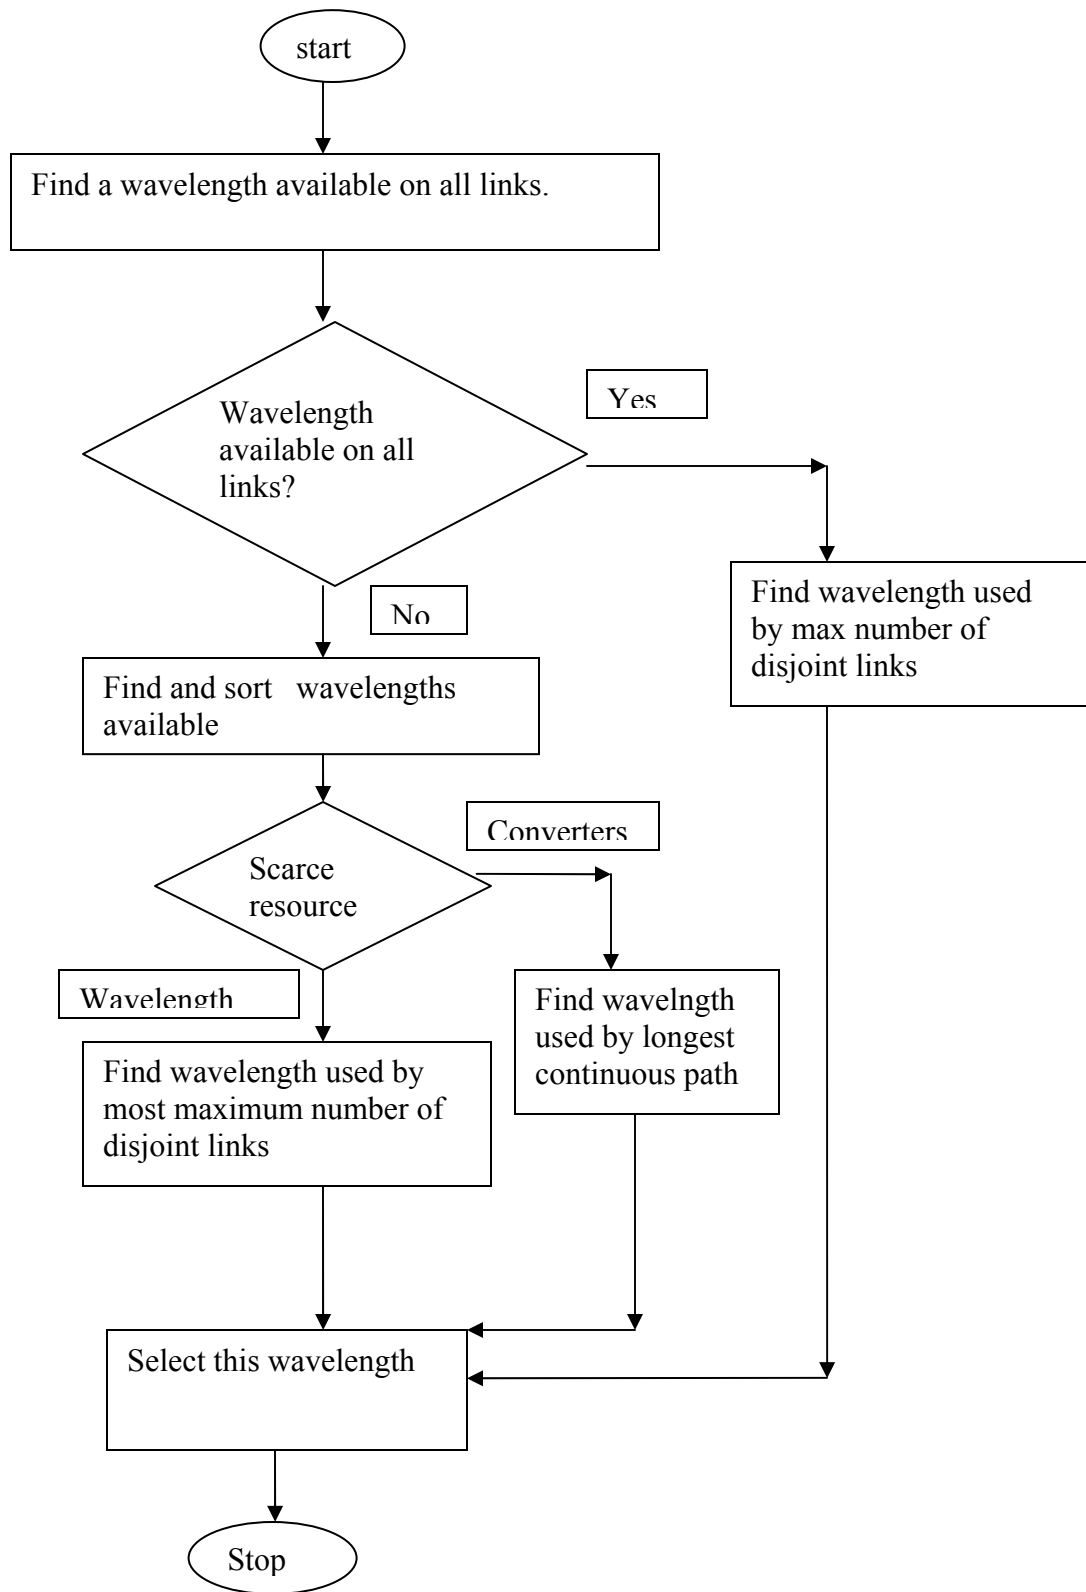 start
Find a wavelength available on all links.
Wavelength
available on all
links?
Yes
No
Find wavelength used
by max number of
disjoint links
Find and sort wavelengths
available
Converters
Scarce
resource
Wavelength
Find wavelngth
used by longest
continuous path
Find wavelength used by
most maximum number of
disjoint links
Select this wavelength
Stop